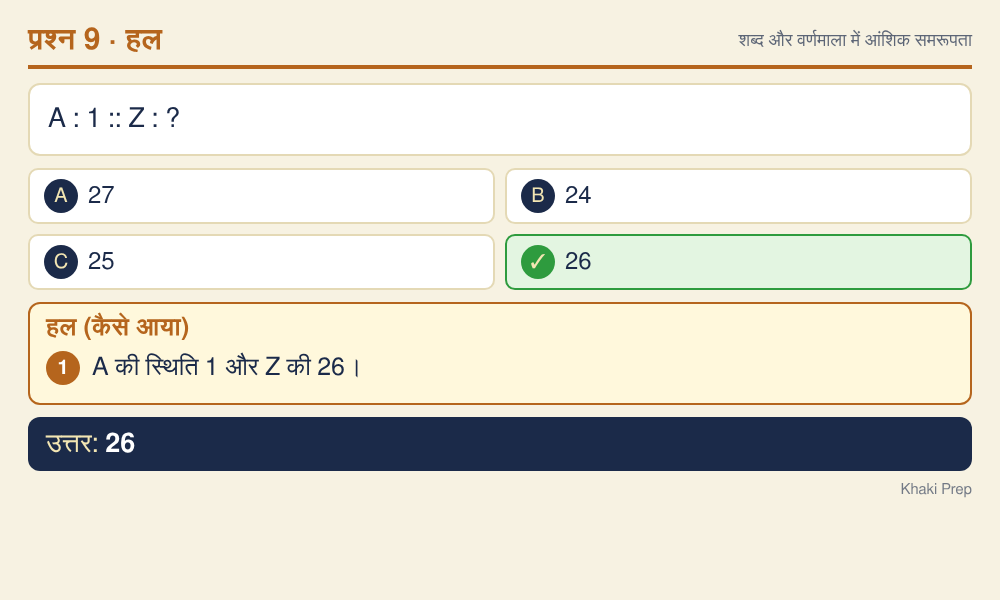 प्रश्न 9 · हल
शब्द और वर्णमाला में आंशिक समरूपता
A : 1 :: Z : ?
A 27
B 24
C 25
✓ 26
हल (कैसे आया)
1 A की स्थिति 1 और Z की 26।
उत्तर: 26
Khaki Prep